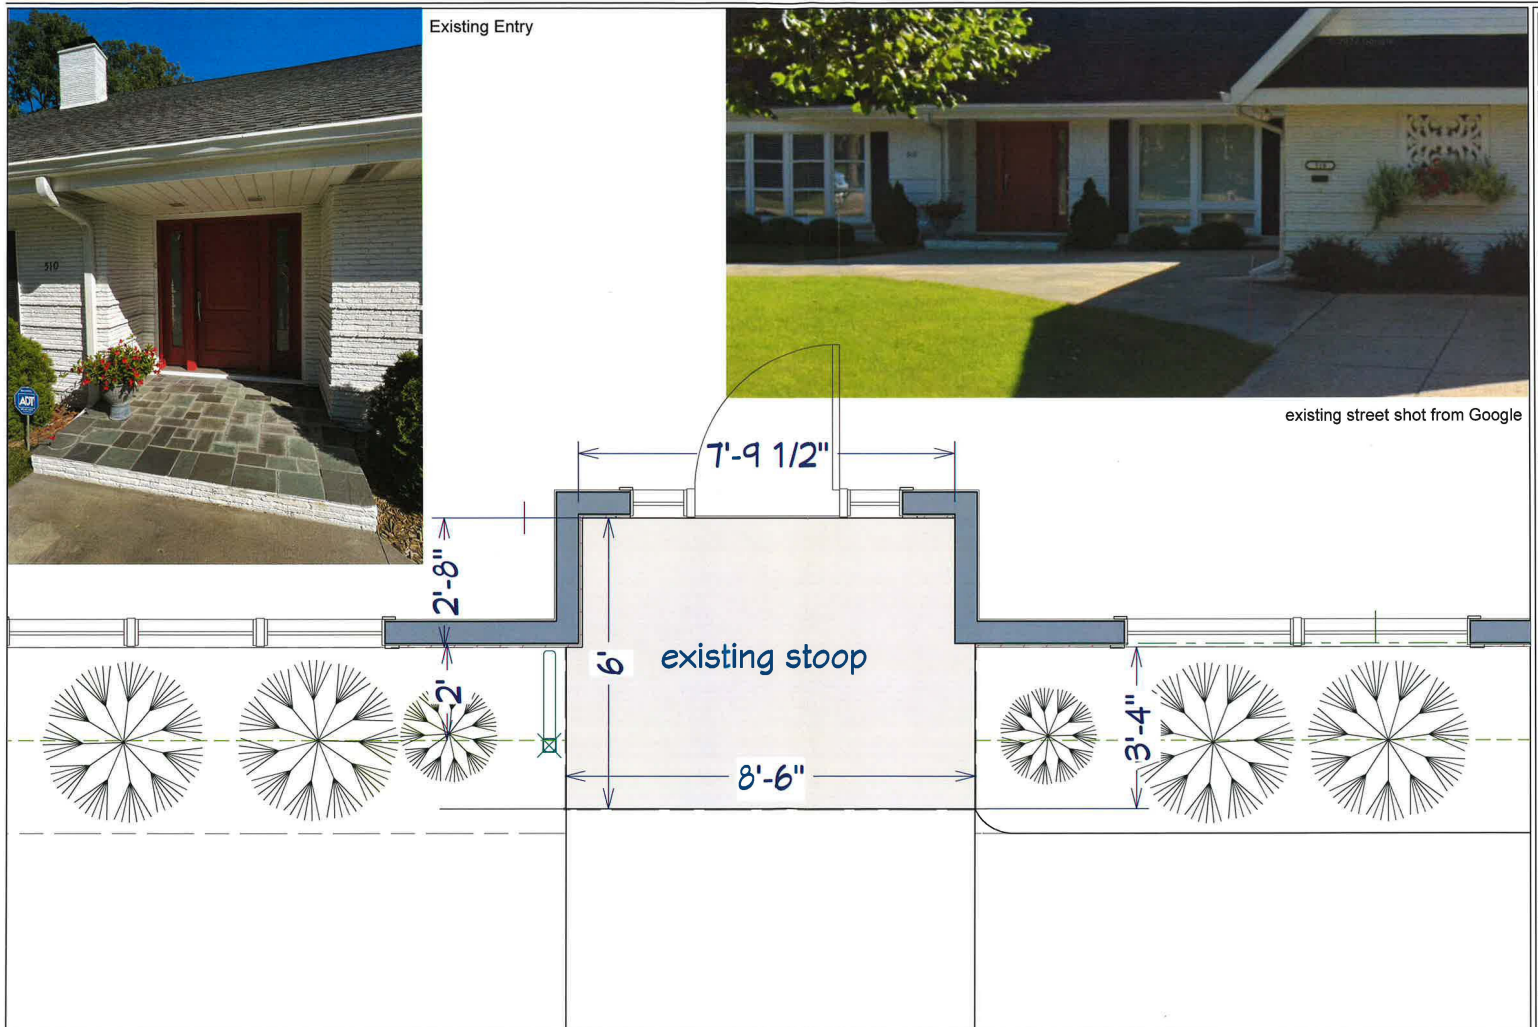 Existing Entry
510
ADT
existing street shot from Google
7'-9 1/2"
2'-8"
6'
existing stoop
2'
3'-4"
8'-6"